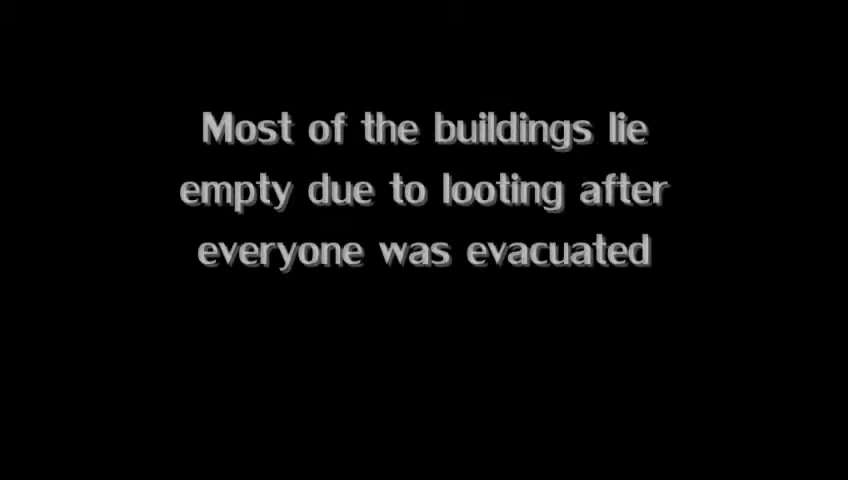 Most of the buildings lie
empty due to looting after
everyone was evacuated